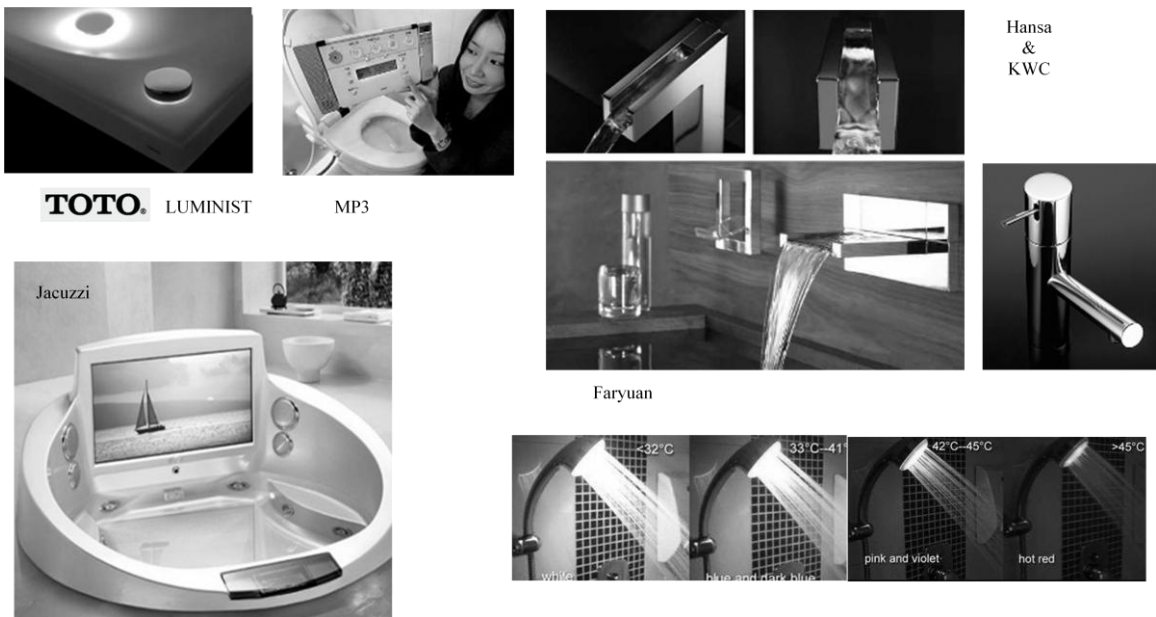 Hansa
&
KWC
TOTO® LUMINIST
MP3
Jacuzzi
Faryuan
<32°C
33°C--41°
42°C--45°C
>45°C
white
blue and dark blue
pink and violet
hot red